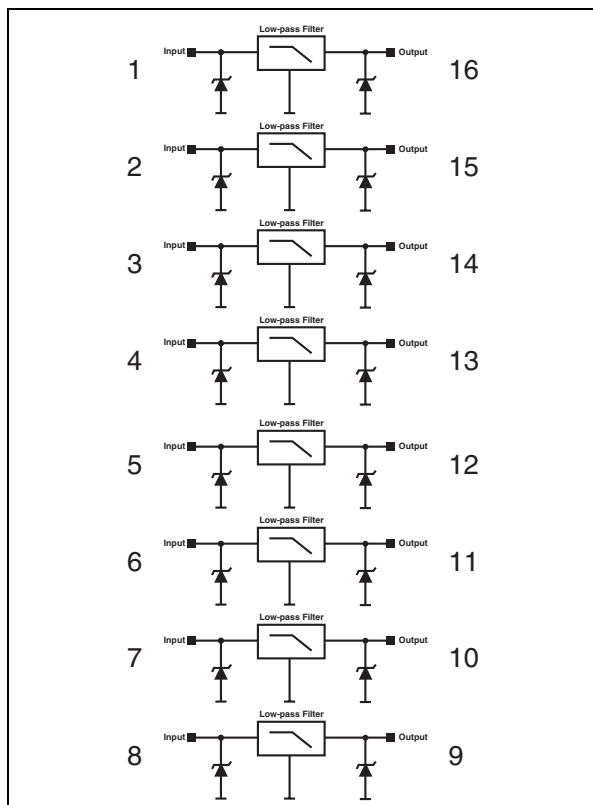 Low-pass Filter
1 Input Output 16
Low-pass Filter
2 Input Output 15
Low-pass Filter
3 Input Output 14
Low-pass Filter
4 Input Output 13
Low-pass Filter
5 Input Output 12
Low-pass Filter
6 Input Output 11
Low-pass Filter
7 Input Output 10
Low-pass Filter
8 Input Output 9